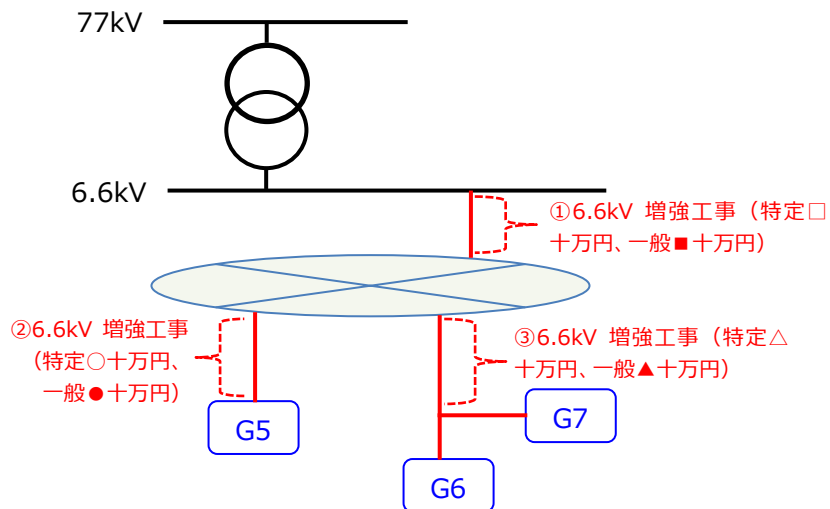 77kV
6.6kV
①6.6kV 増強工事（特定□
十万円、一般■十万円）
②6.6kV 増強工事
（特定○十万円、
一般●十万円）
③6.6kV 増強工事（特定△
十万円、一般▲十万円）
G5
G7
G6